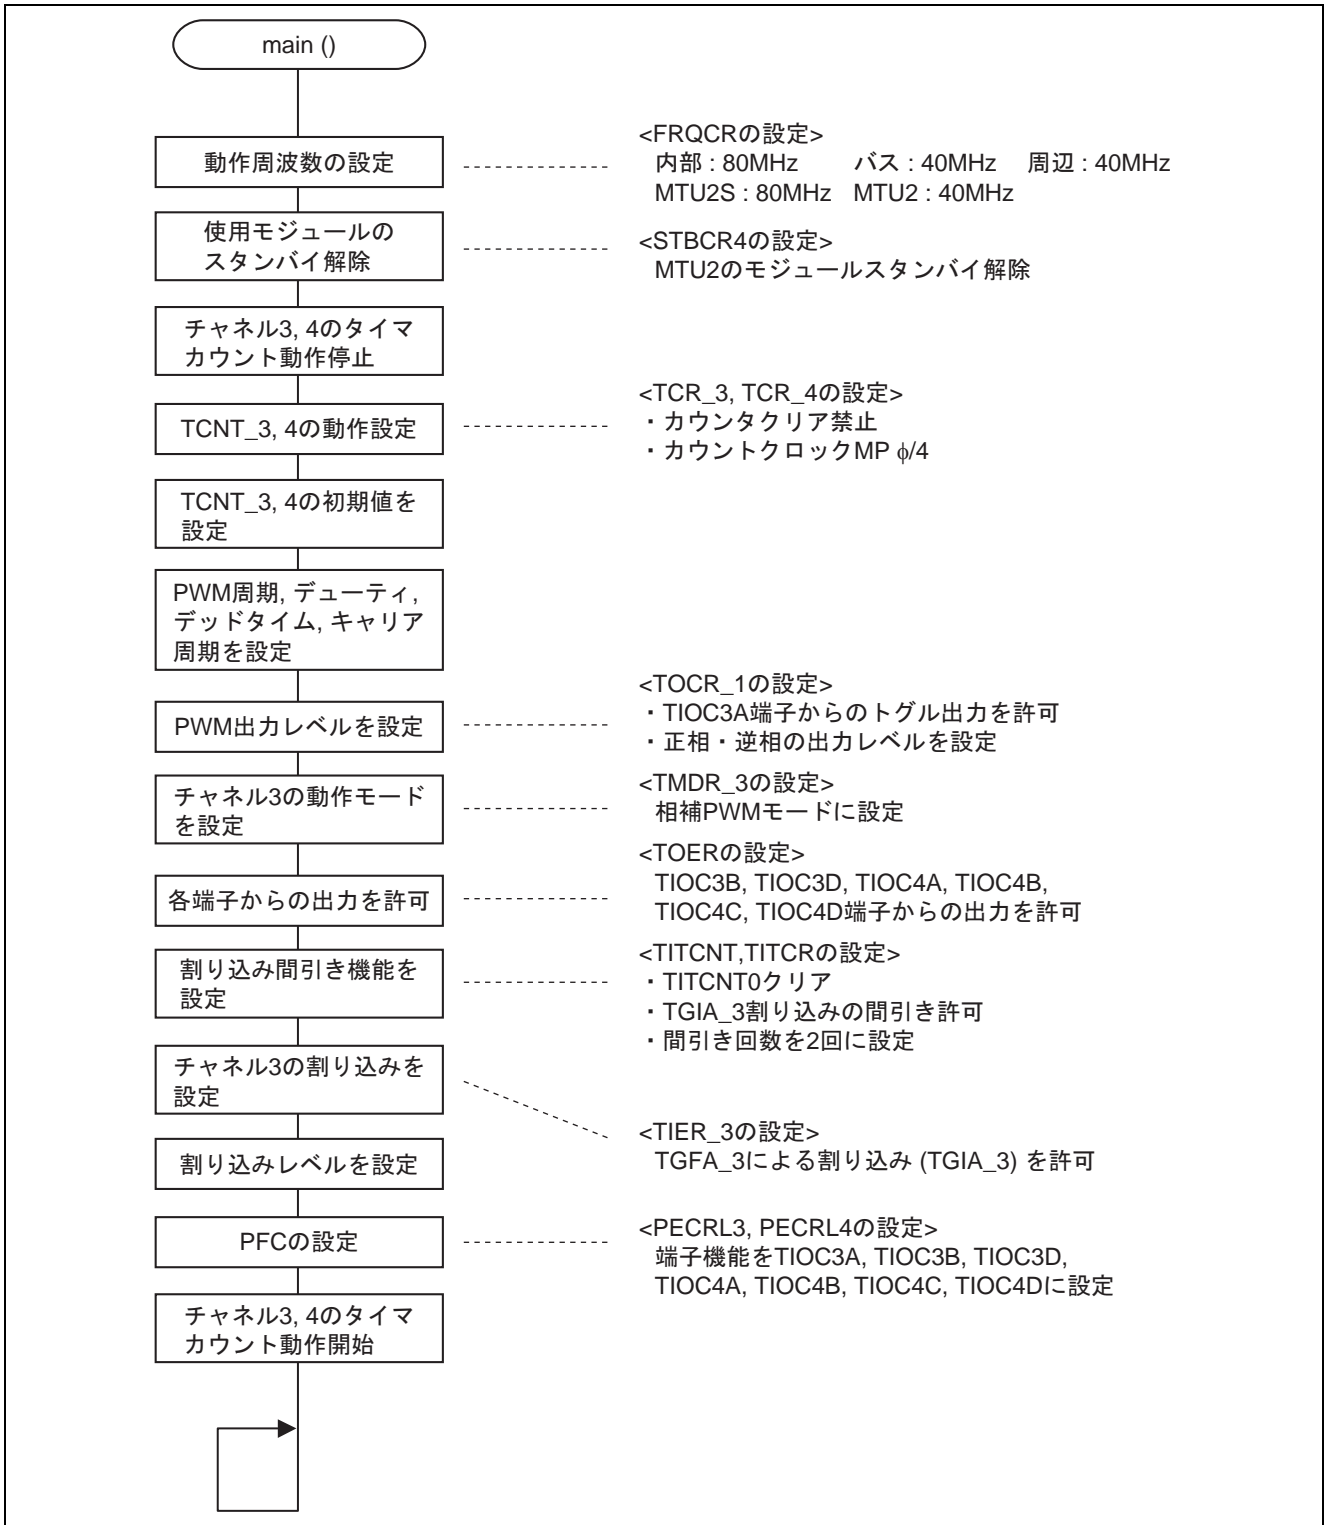 main ()
動作周波数の設定
<FRQCRの設定>
内部 : 80MHz バス : 40MHz 周辺 : 40MHz
MTU2S : 80MHz MTU2 : 40MHz
使用モジュールの
スタンバイ解除
<STBCR4の設定>
MTU2のモジュールスタンバイ解除
チャネル3, 4のタイマ
カウント動作停止
TCNT_3, 4の動作設定
<TCR_3, TCR_4の設定>
・カウンタクリア禁止
・カウントクロックMP φ/4
TCNT_3, 4の初期値を
設定
PWM周期, デューティ,
デッドタイム, キャリア
周期を設定
PWM出力レベルを設定
<TOCR_1の設定>
・TIOC3A端子からのトグル出力を許可
・正相・逆相の出力レベルを設定
チャネル3の動作モード
を設定
<TMDR_3の設定>
相補PWMモードに設定
各端子からの出力を許可
<TOERの設定>
TIOC3B, TIOC3D, TIOC4A, TIOC4B,
TIOC4C, TIOC4D端子からの出力を許可
割り込み間引き機能を
設定
<TITCNT,TITCRの設定>
・TITCNT0クリア
・TGIA_3割り込みの間引き許可
・間引き回数を2回に設定
チャネル3の割り込みを
設定
<TIER_3の設定>
TGFA_3による割り込み (TGIA_3) を許可
割り込みレベルを設定
PFCの設定
<PECRL3, PECRL4の設定>
端子機能をTIOC3A, TIOC3B, TIOC3D,
TIOC4A, TIOC4B, TIOC4C, TIOC4Dに設定
チャネル3, 4のタイマ
カウント動作開始